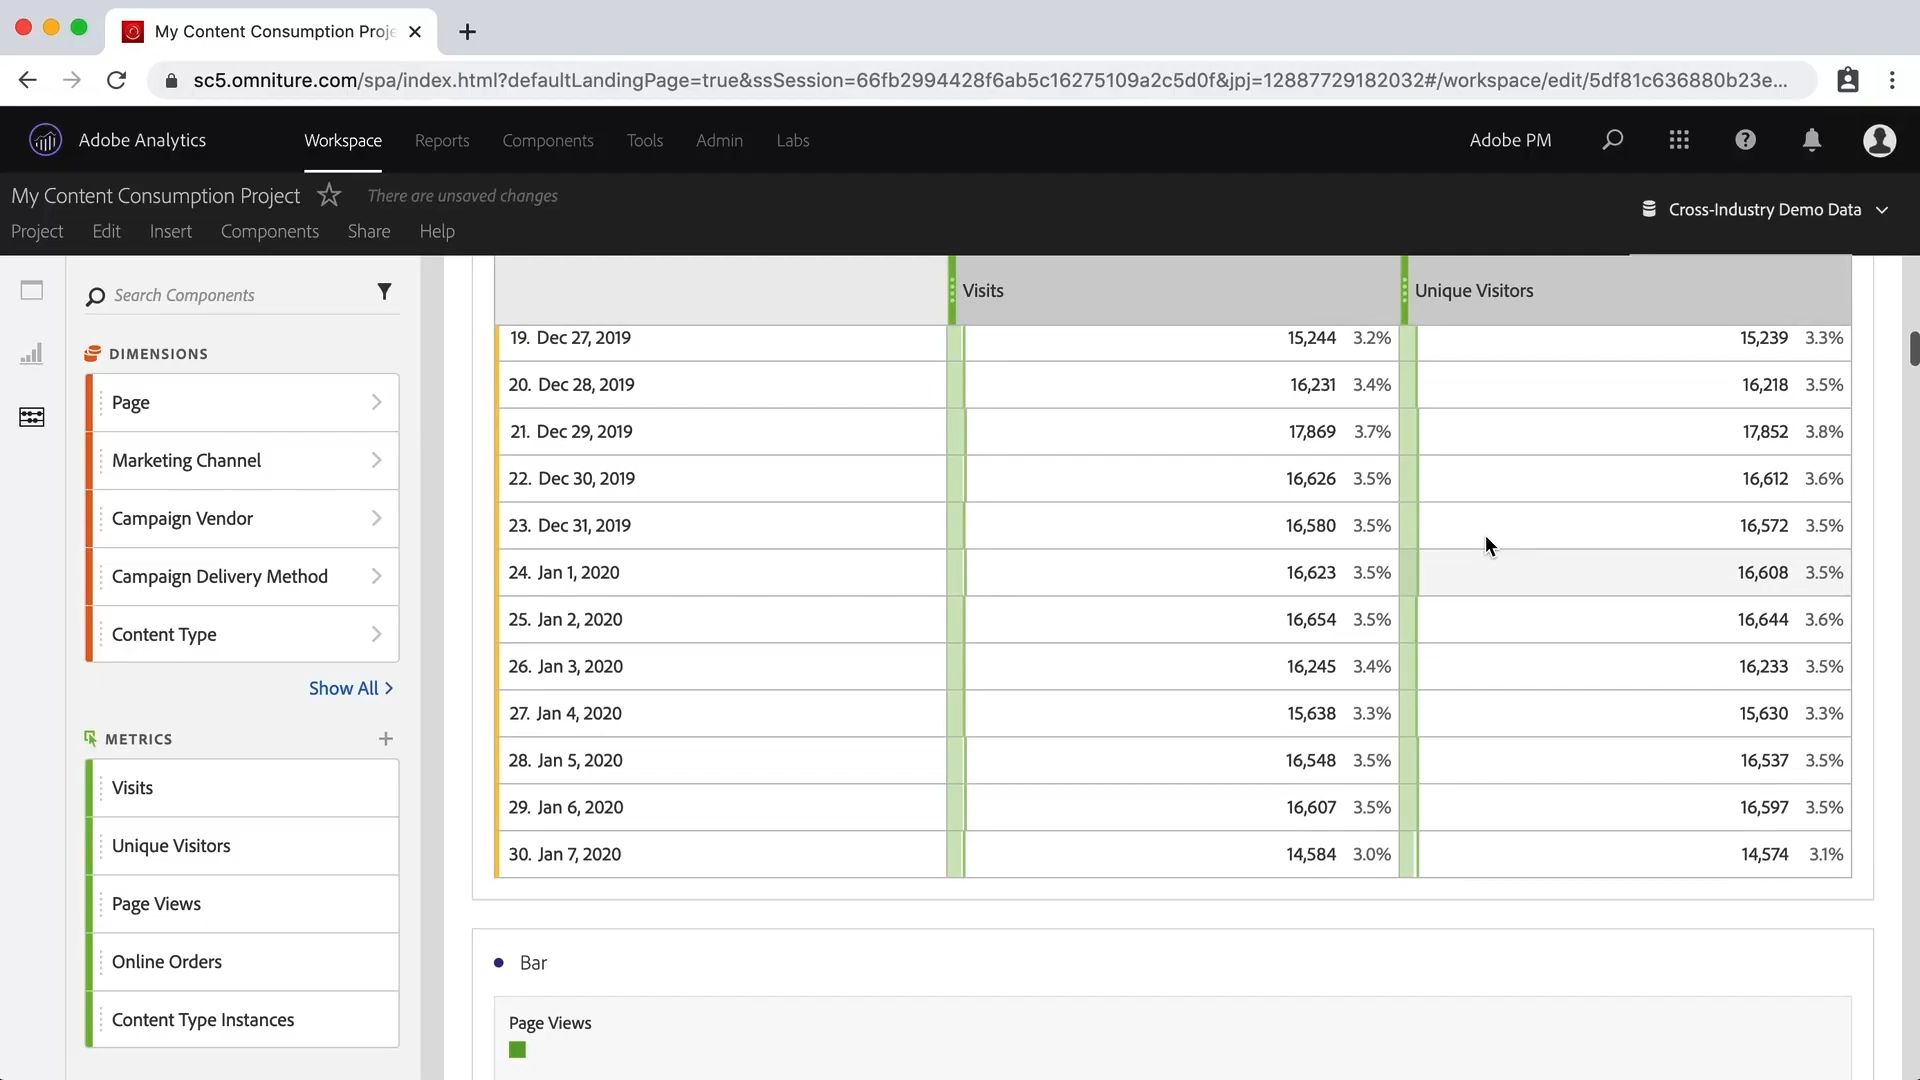 My Content Consumption Proje
sc5.omniture.com/spa/index.html?defaultLandingPage=true&ssSession=66fb2994428f6ab5c16275109a2c5d0f&jpj=12887729182032#/workspace/edit/5df81c636880b23e...
Adobe Analytics Workspace Reports Components Tools Admin Labs Adobe PM
My Content Consumption Project There are unsaved changes
Cross-Industry Demo Data
Project Edit Insert Components Share Help
Search Components
DIMENSIONS
Page
Marketing Channel
Campaign Vendor
Campaign Delivery Method
Content Type
Show All
METRICS
Visits
Unique Visitors
Page Views
Online Orders
Content Type Instances
Visits Unique Visitors
19. Dec 27, 2019 15,244 3.2% 15,239 3.3%
20. Dec 28, 2019 16,231 3.4% 16,218 3.5%
21. Dec 29, 2019 17,869 3.7% 17,852 3.8%
22. Dec 30, 2019 16,626 3.5% 16,612 3.6%
23. Dec 31, 2019 16,580 3.5% 16,572 3.5%
24. Jan 1, 2020 16,623 3.5% 16,608 3.5%
25. Jan 2, 2020 16,654 3.5% 16,644 3.6%
26. Jan 3, 2020 16,245 3.4% 16,233 3.5%
27. Jan 4, 2020 15,638 3.3% 15,630 3.3%
28. Jan 5, 2020 16,548 3.5% 16,537 3.5%
29. Jan 6, 2020 16,607 3.5% 16,597 3.5%
30. Jan 7, 2020 14,584 3.0% 14,574 3.1%
Bar
Page Views